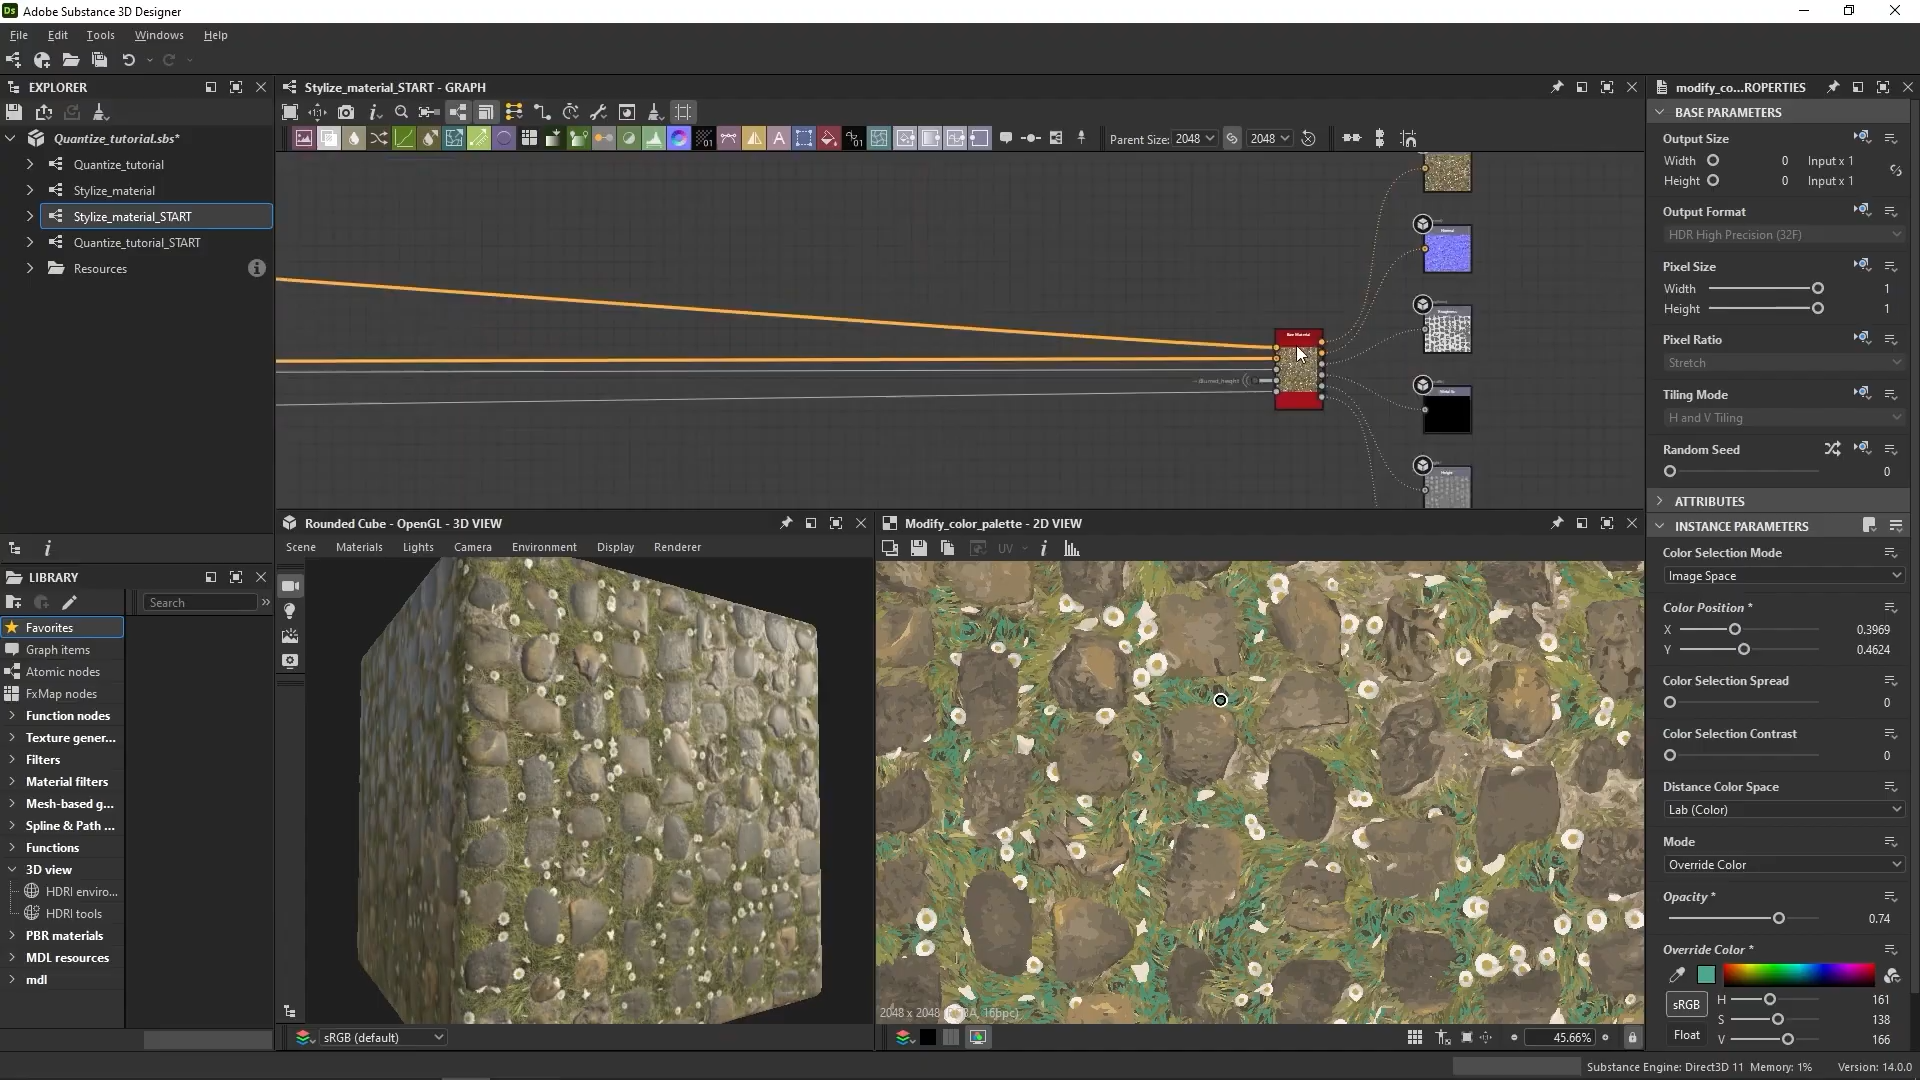 Adobe Substance 3D Designer
File Edit Tools Windows Help
EXPLORER
Quantize_tutorial.sbs*
Quantize_tutorial
Stylize_material
Stylize_material_START
Quantize_tutorial_START
Resources
LIBRARY
Search
Favorites
Graph items
Atomic nodes
FxMap nodes
Function nodes
Texture gener...
Filters
Material filters
Mesh-based g...
Spline & Path ...
Functions
3D view
HDRI enviro...
HDRI tools
PBR materials
MDL resources
mdl
Stylize_material_START - GRAPH
Parent Size: 2048 2048
Base Material
Rounded Cube - OpenGL - 3D VIEW
Scene Materials Lights Camera Environment Display Renderer
sRGB (default)
Modify_color_palette - 2D VIEW
UV
45.66%
modify_co...ROPERTIES
BASE PARAMETERS
Output Size
Width 0 Input x 1
Height 0 Input x 1
Output Format
HDR High Precision (32F)
Pixel Size
Width 1
Height 1
Pixel Ratio
Stretch
Tiling Mode
H and V Tiling
Random Seed
0
ATTRIBUTES
INSTANCE PARAMETERS
Color Selection Mode
Image Space
Color Position *
X 0.3969
Y 0.4624
Color Selection Spread
0
Color Selection Contrast
0
Distance Color Space
Lab (Color)
Mode
Override Color
Opacity *
0.74
Override Color *
sRGB H 161
S 138
Float V 166
Substance Engine: Direct3D 11 Memory: 1% Version: 14.0.0